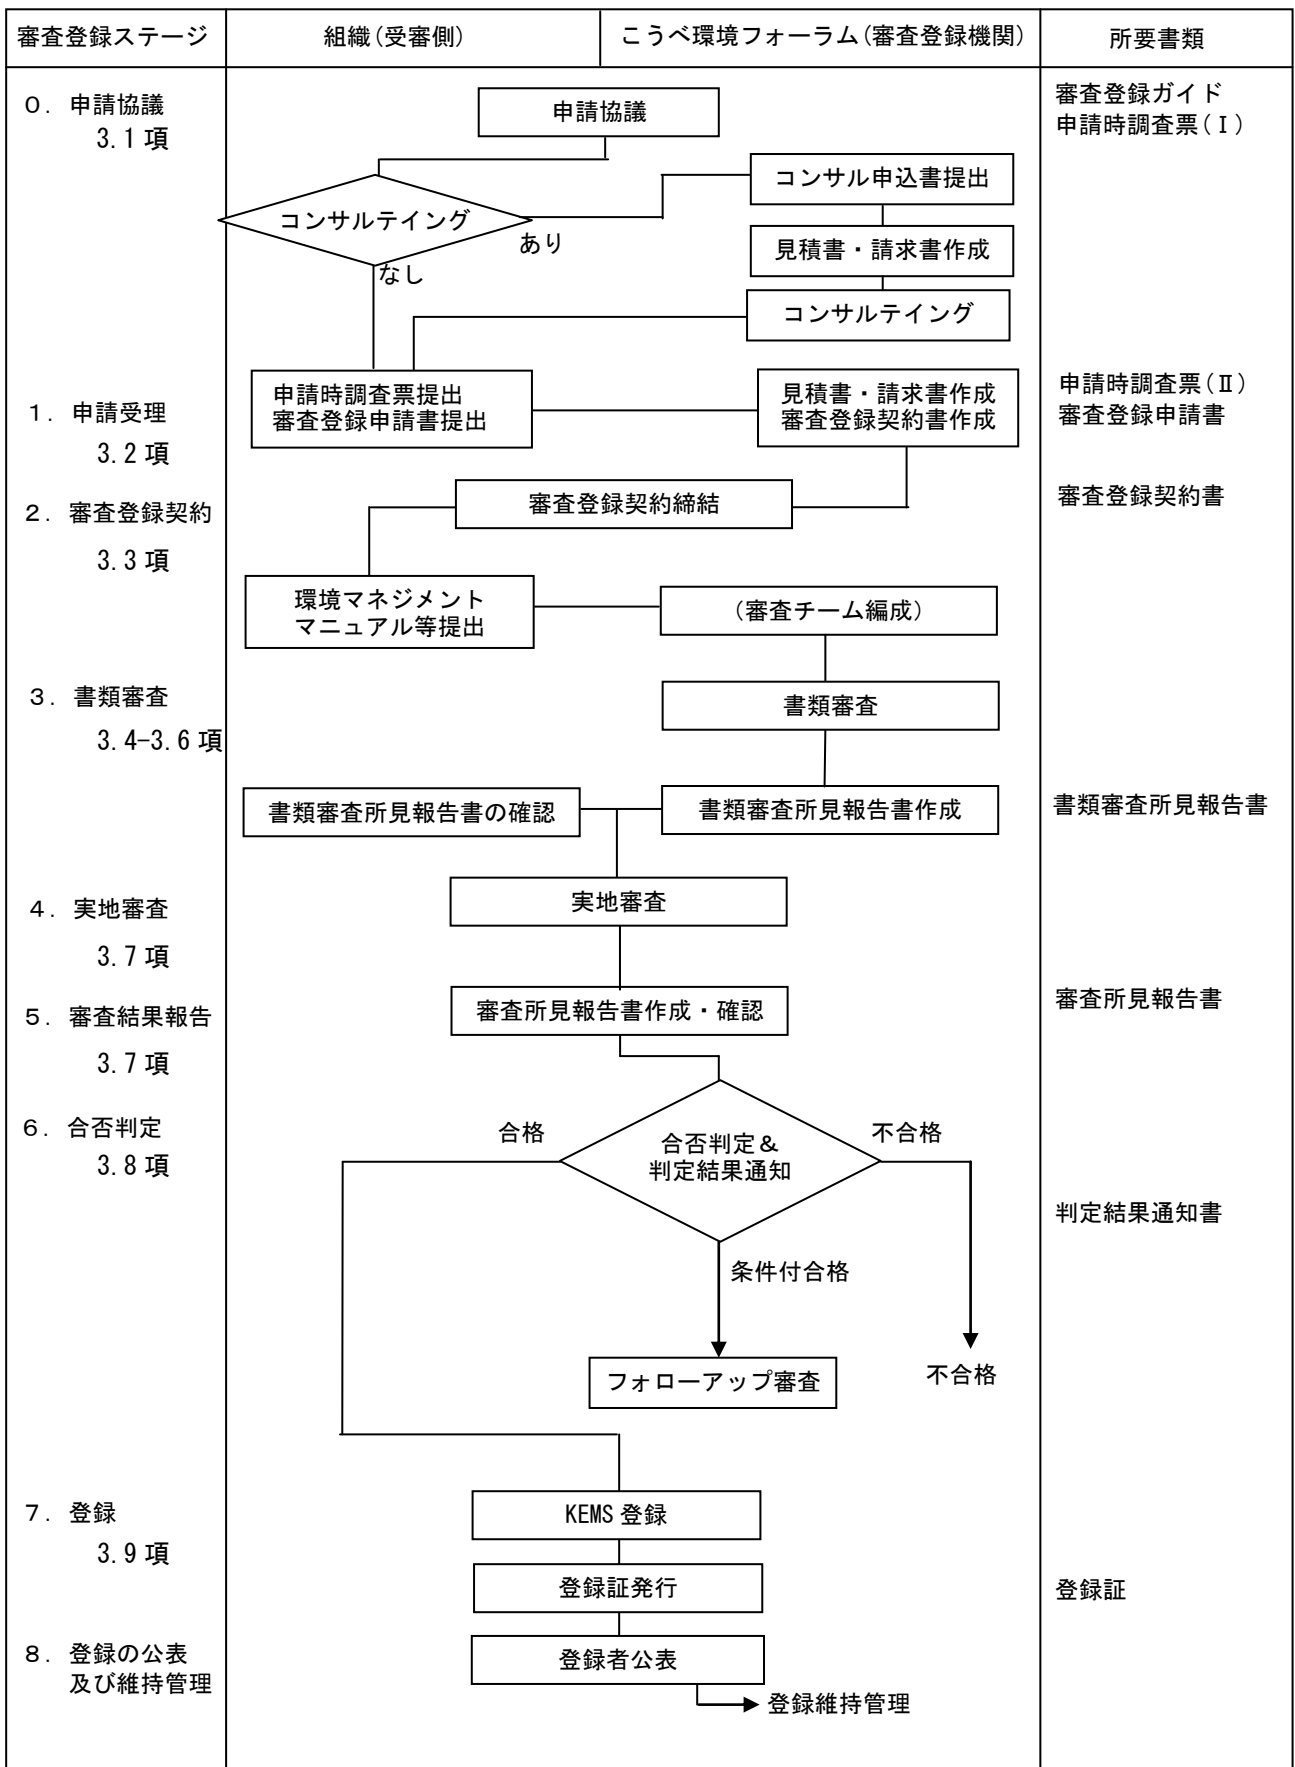 審査登録ステージ
組織(受審側)
こうべ環境フォーラム(審査登録機関)
所要書類
0. 申請協議
3.1 項
申請協議
審査登録ガイド
申請時調査票(Ⅰ)
コンサルテイング
あり
なし
コンサル申込書提出
見積書・請求書作成
コンサルテイング
1. 申請受理
3.2 項
申請時調査票提出
審査登録申請書提出
見積書・請求書作成
審査登録契約書作成
申請時調査票(Ⅱ)
審査登録申請書
2. 審査登録契約
3.3 項
審査登録契約締結
審査登録契約書
環境マネジメント
マニュアル等提出
(審査チーム編成)
3. 書類審査
3.4-3.6 項
書類審査
書類審査所見報告書の確認
書類審査所見報告書作成
書類審査所見報告書
4. 実地審査
3.7 項
実地審査
5. 審査結果報告
3.7 項
審査所見報告書作成・確認
審査所見報告書
6. 合否判定
3.8 項
合格
合否判定&
判定結果通知
不合格
判定結果通知書
条件付合格
フォローアップ審査
不合格
7. 登録
3.9 項
KEMS 登録
登録証発行
登録証
8. 登録の公表
及び維持管理
登録者公表
登録維持管理